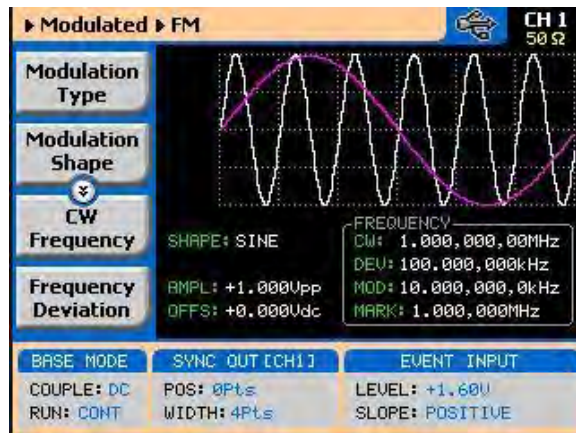 ▸ Modulated ▸ FM
CH 1
50 Ω
Modulation
Type
Modulation
Shape
CW
Frequency
Frequency
Deviation
SHAPE: SINE
AMPL: +1.000Vpp
OFFS: +0.000Vdc
FREQUENCY
CW: 1.000,000,00MHz
DEV: 100.000,000kHz
MOD: 10.000,000,0kHz
MARK: 1.000,000MHz
BASE MODE
COUPLE: DC
RUN: CONT
SYNC OUT [CH1]
POS: 0Pts
WIDTH: 4Pts
EVENT INPUT
LEVEL: +1.60V
SLOPE: POSITIVE